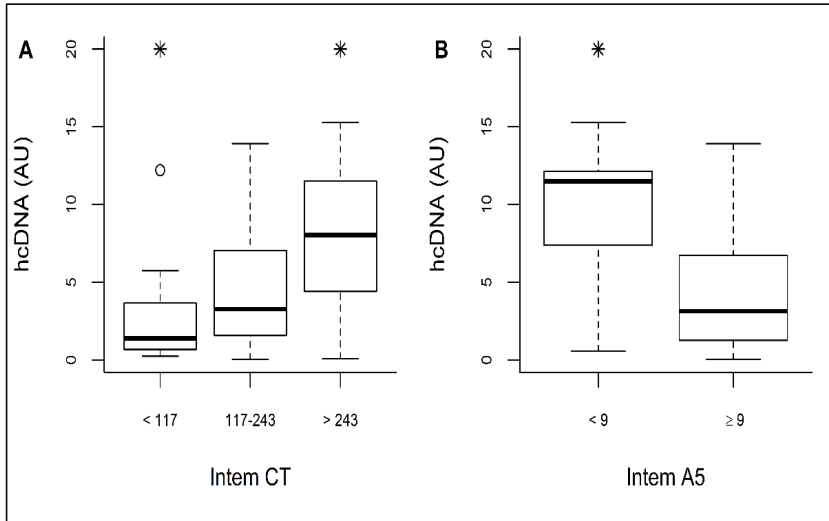 A
hcDNA (AU)
20
15
10
5
0
< 117
117-243
> 243
Intem CT
B
hcDNA (AU)
20
15
10
5
0
< 9
≥ 9
Intem A5